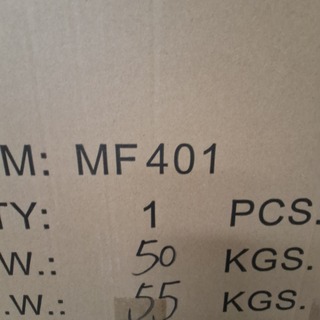 M: MF401
TY: 1 PCS.
W.: 50 KGS.
.W.: 55 KGS.